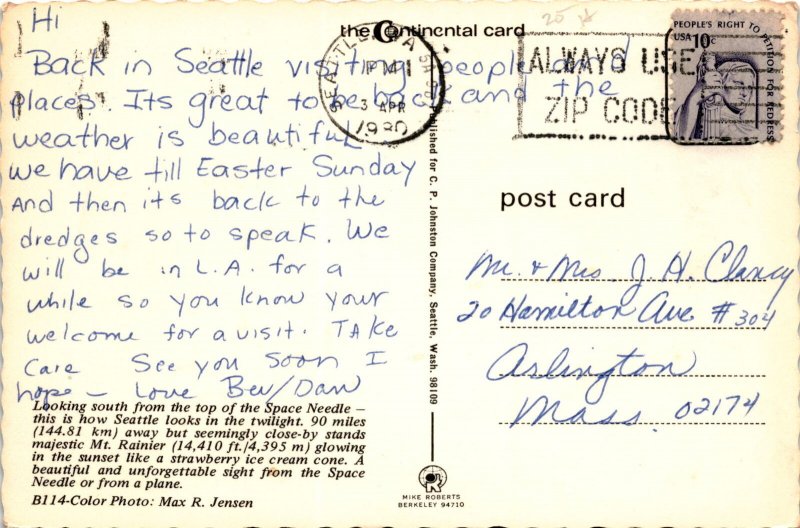 Hi
Back in Seattle visiting people and
places. Its great to be back and the
weather is beautiful
we have till Easter Sunday
And then its back to the
dredges so to speak. We
will be in L.A. for a
while so you know your
welcome for a visit. TAKE
Care See you soon I
hope - Love Bev/Dan
Looking south from the top of the Space Needle –
this is how Seattle looks in the twilight. 90 miles
(144.81 km) away but seemingly close-by stands
majestic Mt. Rainier (14,410 ft./4,395 m) glowing
in the sunset like a strawberry ice cream cone. A
beautiful and unforgettable sight from the Space
Needle or from a plane.
B114-Color Photo: Max R. Jensen
the Continental card
SEATTLE WA
PM
3 APR
1980
Published for C. P. Johnston Company, Seattle, Wash. 98109
MIKE ROBERTS
BERKELEY 94710
ALWAYS USE
ZIP CODE
PEOPLE'S RIGHT TO PETITION FOR REDRESS
USA 10c
post card
Mr. & Mrs. J. H. Clancy
20 Hamilton Ave #304
Arlington
Mass. 02174